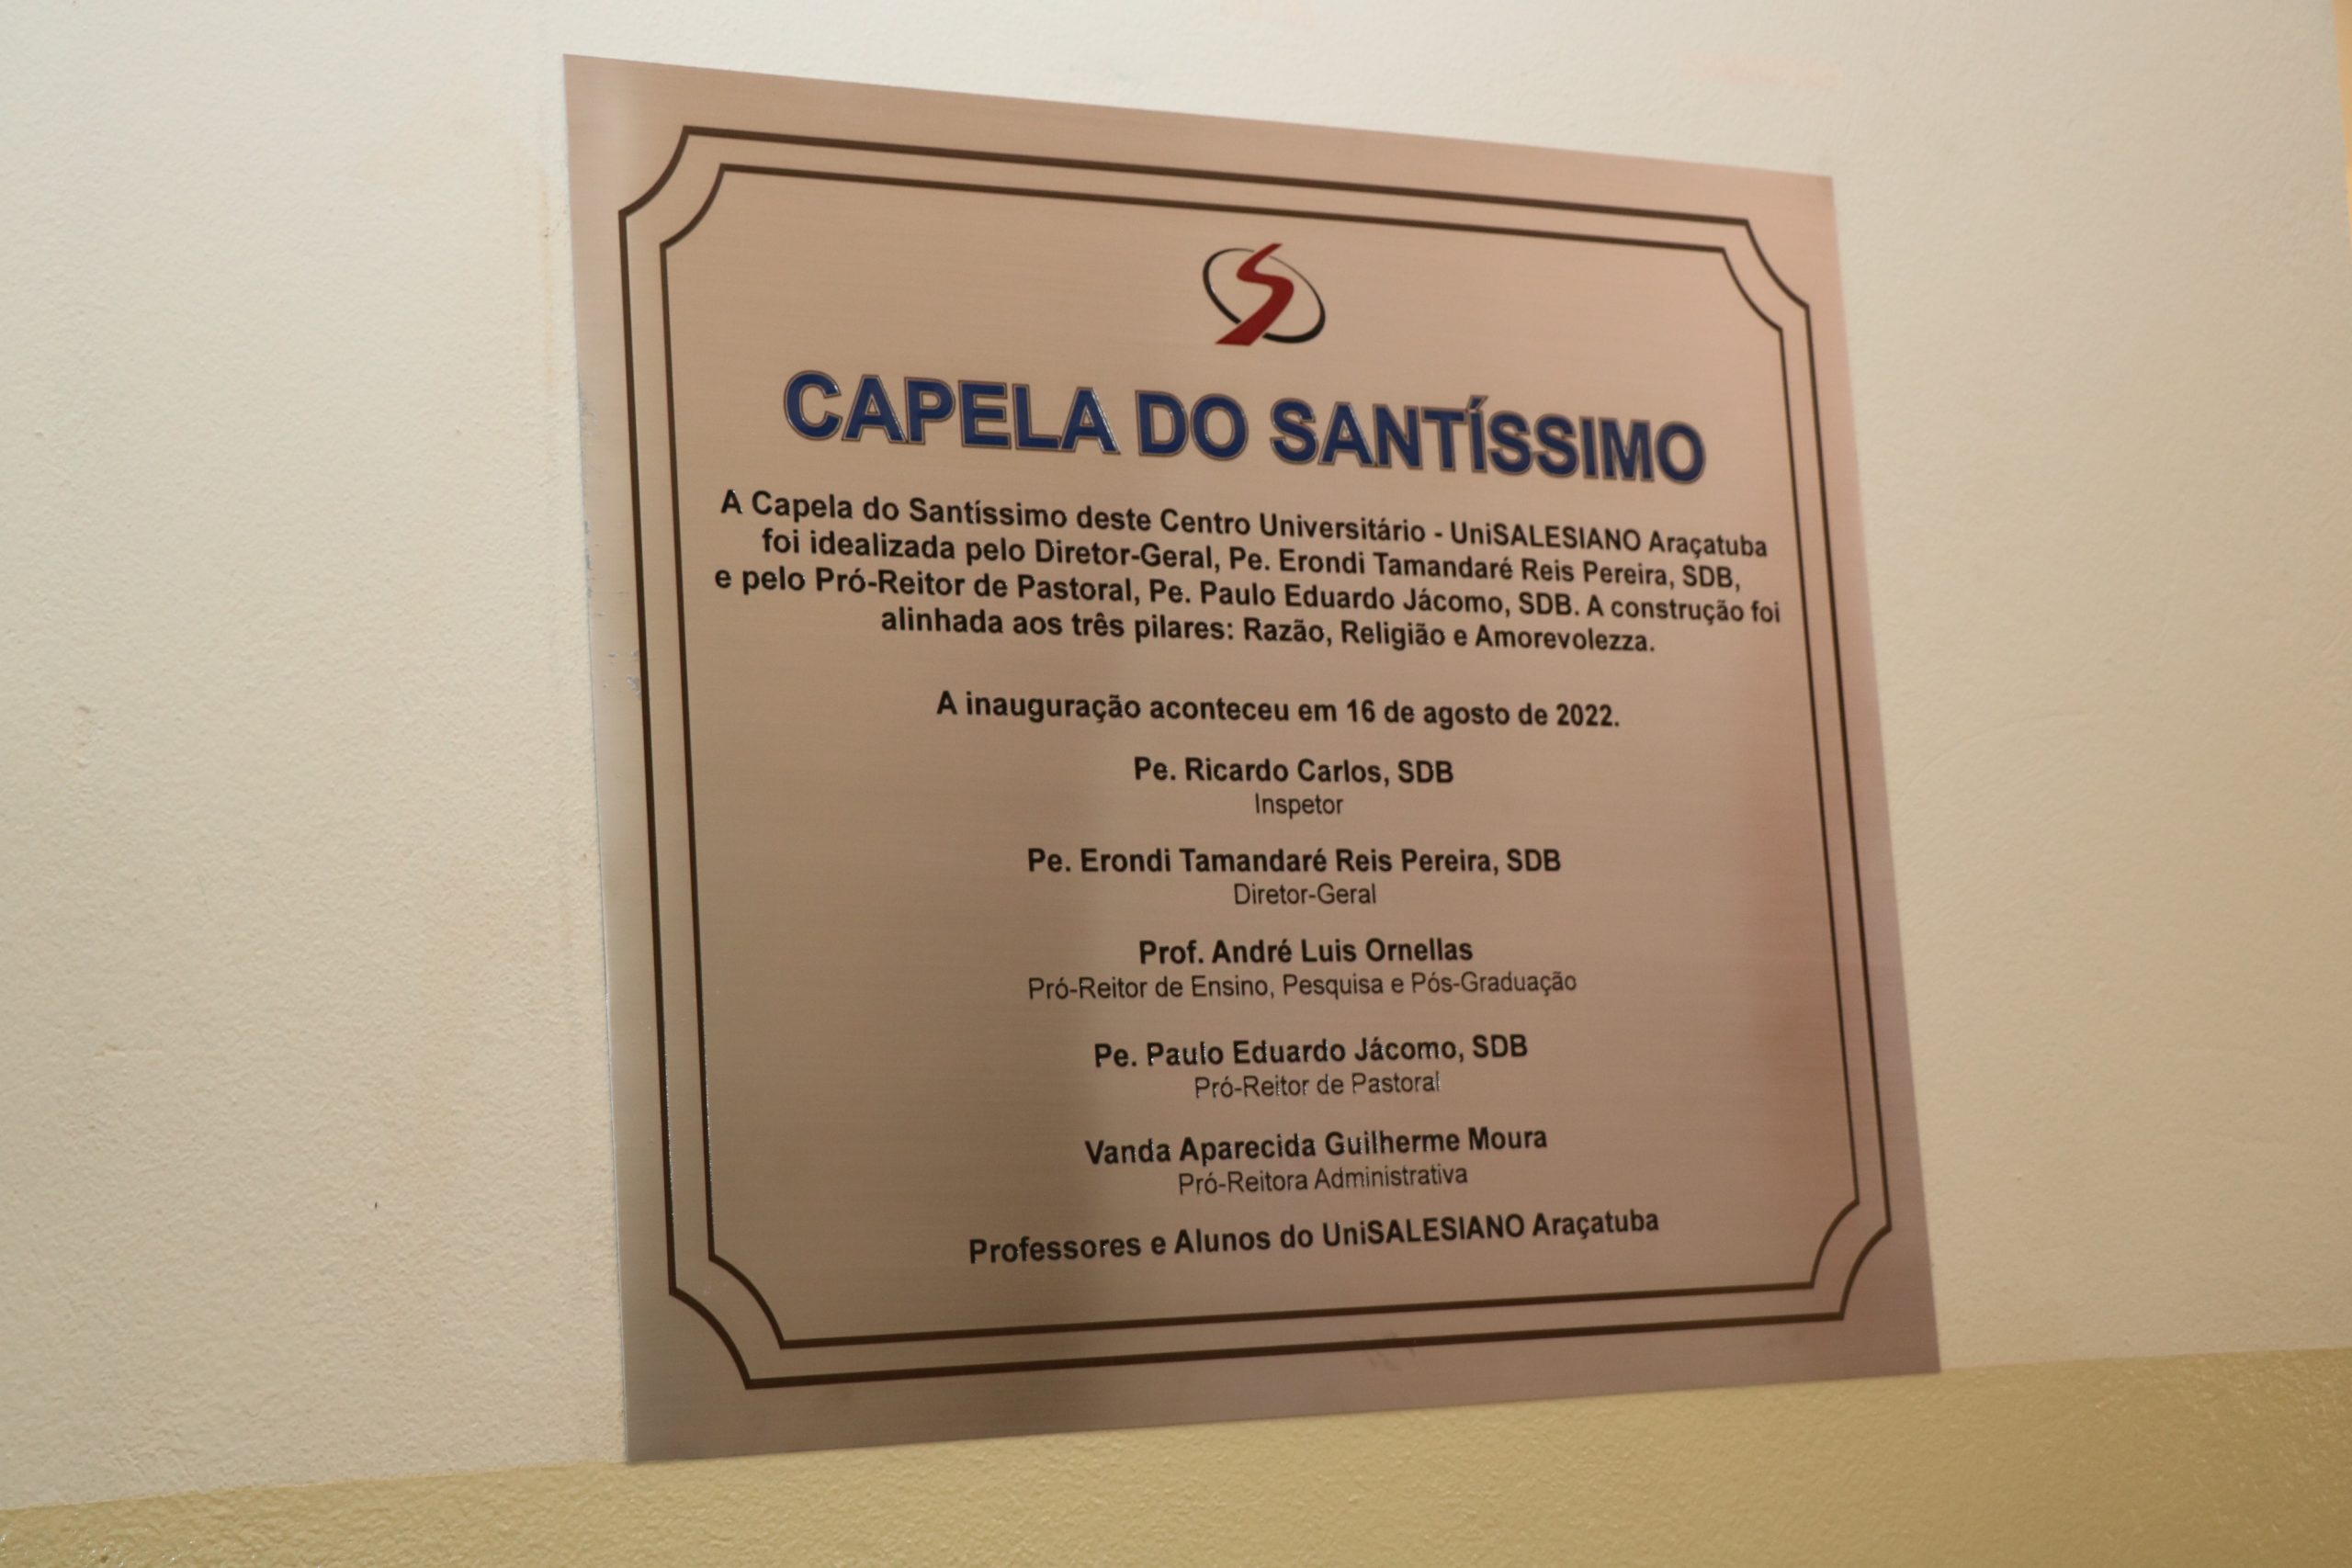 CAPELA DO SANTÍSSIMO
A Capela do Santíssimo deste Centro Universitário - UniSALESIANO Araçatuba
foi idealizada pelo Diretor-Geral, Pe. Erondi Tamandaré Reis Pereira, SDB,
e pelo Pró-Reitor de Pastoral, Pe. Paulo Eduardo Jácomo, SDB. A construção foi
alinhada aos três pilares: Razão, Religião e Amorevolezza.
A inauguração aconteceu em 16 de agosto de 2022.
Pe. Ricardo Carlos, SDB
Inspetor
Pe. Erondi Tamandaré Reis Pereira, SDB
Diretor-Geral
Prof. André Luis Ornellas
Pró-Reitor de Ensino, Pesquisa e Pós-Graduação
Pe. Paulo Eduardo Jácomo, SDB
Pró-Reitor de Pastoral
Vanda Aparecida Guilherme Moura
Pró-Reitora Administrativa
Professores e Alunos do UniSALESIANO Araçatuba